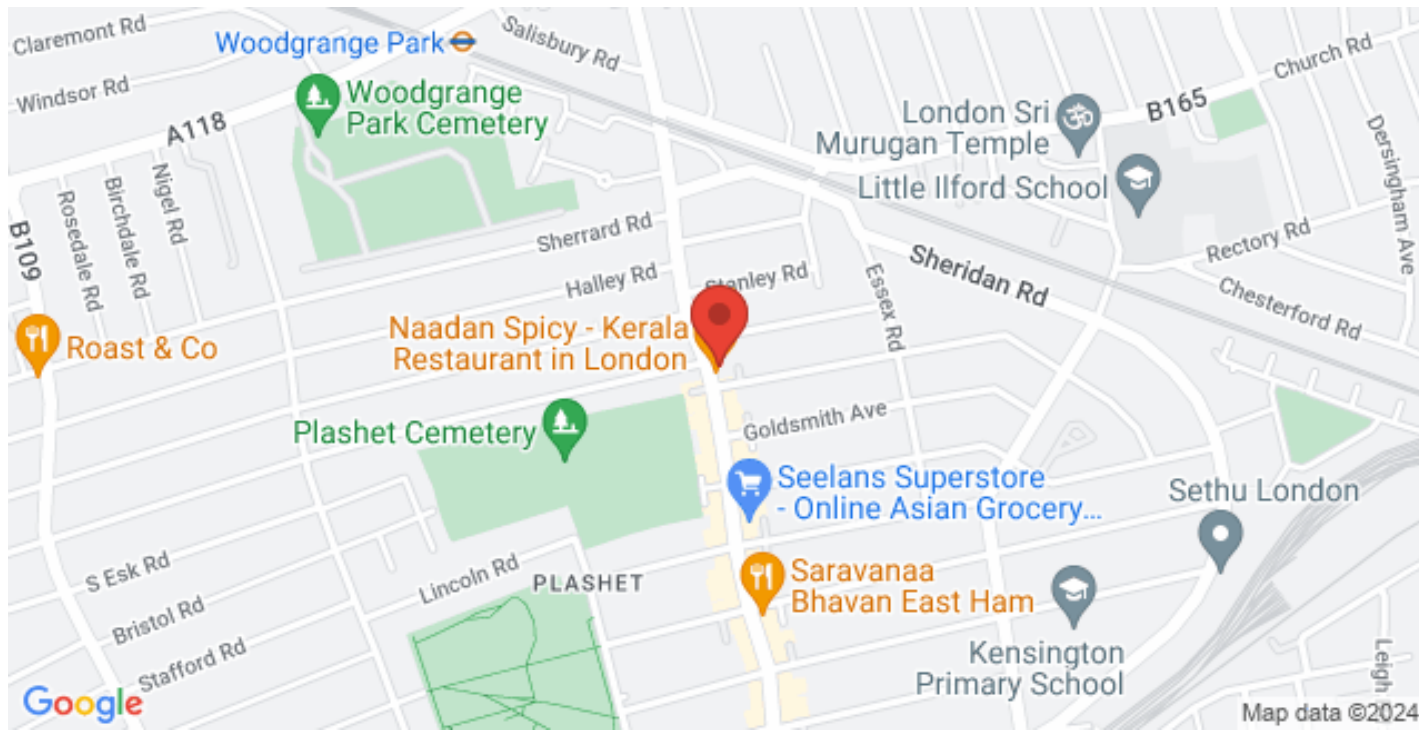 Claremont Rd
Woodgrange Park
Salisbury Rd
Church Rd
Windsor Rd
Woodgrange
Park Cemetery
A118
B165
London Sri
Murugan Temple
Little Ilford School
Dersingham Ave
Nigel Rd
Birchdale Rd
Rosedale Rd
B109
Sherrard Rd
Rectory Rd
Halley Rd
Stanley Rd
Essex Rd
Sheridan Rd
Chesterford Rd
Naadan Spicy - Kerala
Restaurant in London
Roast & Co
Plashet Cemetery
Goldsmith Ave
Seelans Superstore
- Online Asian Grocery...
Sethu London
S Esk Rd
Lincoln Rd
PLASHET
Saravanaa
Bhavan East Ham
Bristol Rd
Stafford Rd
Kensington
Primary School
Leigh
Google
Map data ©2024